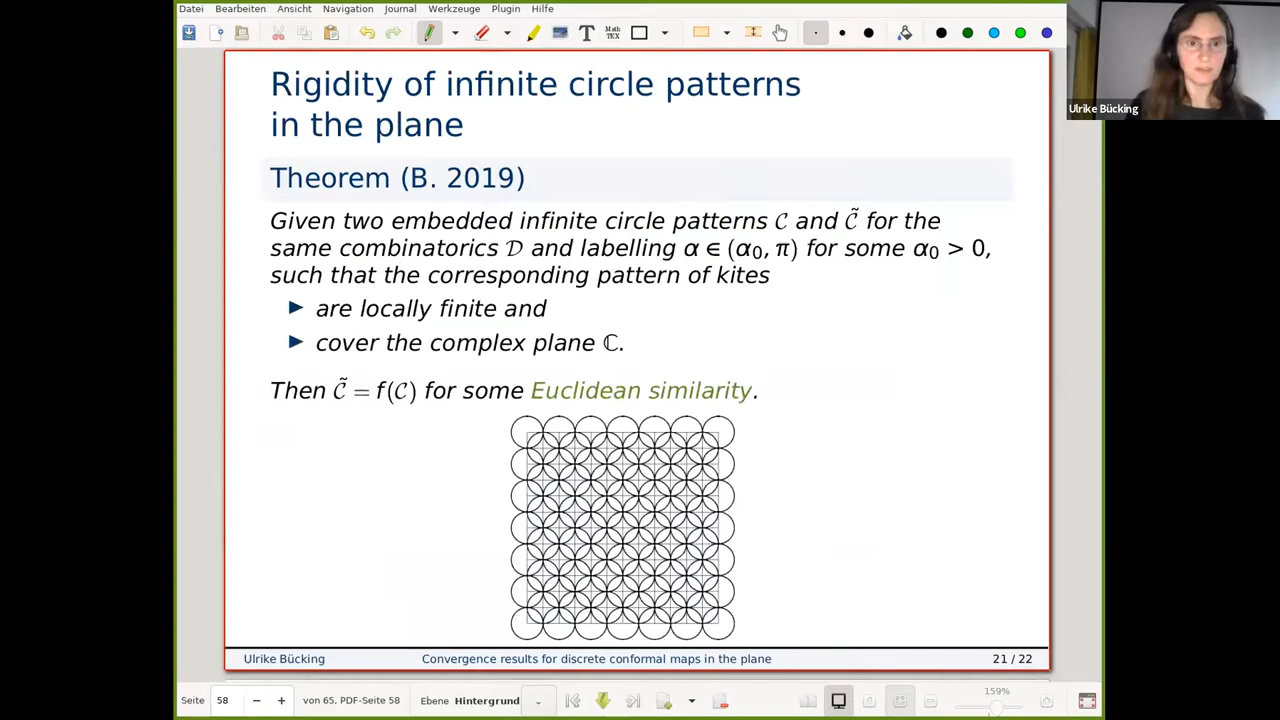 Datei Bearbeiten Ansicht Navigation Journal Werkzeuge Plugin Hilfe
T Math TEX
Ulrike Bücking
Rigidity of infinite circle patterns
in the plane
Theorem (B. 2019)
Given two embedded infinite circle patterns 𝒞 and 𝒞̃ for the
same combinatorics 𝒟 and labelling α ∈ (α₀, π) for some α₀ > 0,
such that the corresponding pattern of kites
▶ are locally finite and
▶ cover the complex plane ℂ.
Then 𝒞̃ = f(𝒞) for some Euclidean similarity.
Ulrike Bücking Convergence results for discrete conformal maps in the plane 21 / 22
Seite 58 − + von 65, PDF-Seite 58 Ebene Hintergrund 159%